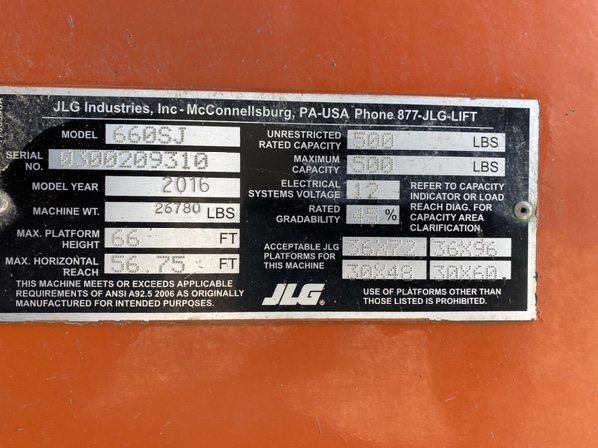 JLG Industries, Inc - McConnellsburg, PA-USA Phone 877-JLG-LIFT
MODEL 660SJ
SERIAL NO. 0300209310
MODEL YEAR 2016
MACHINE WT. 26780 LBS
MAX. PLATFORM HEIGHT 66 FT
MAX. HORIZONTAL REACH 56.75 FT
THIS MACHINE MEETS OR EXCEEDS APPLICABLE
REQUIREMENTS OF ANSI A92.5 2006 AS ORIGINALLY
MANUFACTURED FOR INTENDED PURPOSES.
UNRESTRICTED RATED CAPACITY 500 LBS
MAXIMUM CAPACITY 500 LBS
ELECTRICAL SYSTEMS VOLTAGE 12
RATED GRADABILITY 45 %
REFER TO CAPACITY
INDICATOR OR LOAD
REACH DIAG. FOR
CAPACITY AREA
CLARIFICATION.
ACCEPTABLE JLG
PLATFORMS FOR
THIS MACHINE
36X72 36X96
30X48 30X60.
JLG®
USE OF PLATFORMS OTHER THAN
THOSE LISTED IS PROHIBITED.